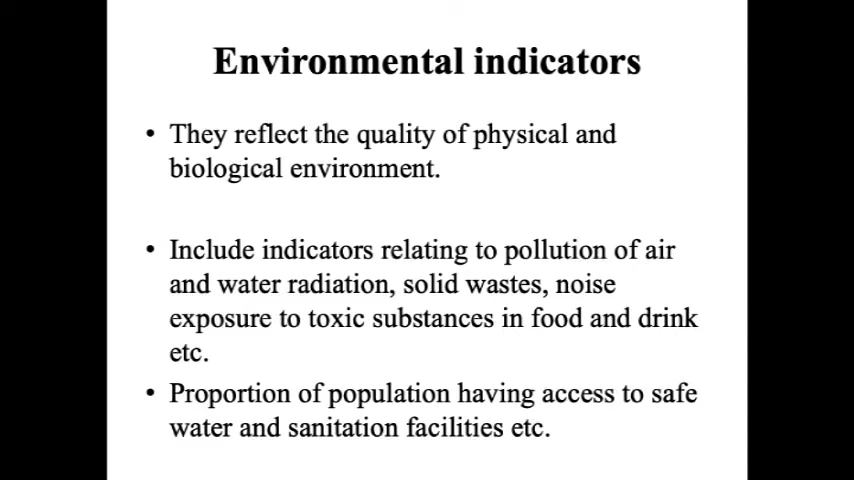 Environmental indicators
• They reflect the quality of physical and
biological environment.
• Include indicators relating to pollution of air
and water radiation, solid wastes, noise
exposure to toxic substances in food and drink
etc.
• Proportion of population having access to safe
water and sanitation facilities etc.